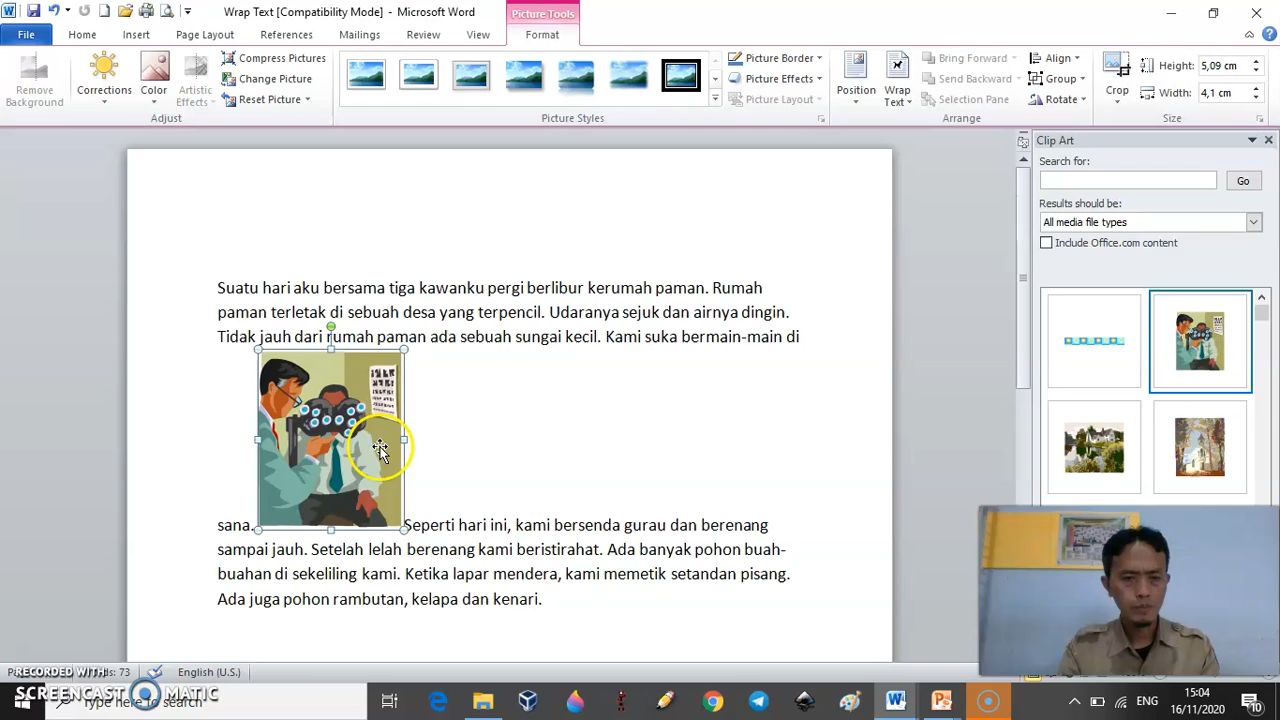 Wrap Text [Compatibility Mode] - Microsoft Word
Picture Tools
File Home Insert Page Layout References Mailings Review View Format
Remove Background
Corrections
Color
Artistic Effects
Compress Pictures
Change Picture
Reset Picture
Adjust
Picture Styles
Picture Border
Picture Effects
Picture Layout
Position
Wrap Text
Bring Forward
Send Backward
Selection Pane
Align
Group
Rotate
Arrange
Crop
Height: 5,09 cm
Width: 4,1 cm
Size
Clip Art
Search for:
Go
Results should be:
All media file types
Include Office.com content
Suatu hari aku bersama tiga kawanku pergi berlibur kerumah paman. Rumah
paman terletak di sebuah desa yang terpencil. Udaranya sejuk dan airnya dingin.
Tidak jauh dari rumah paman ada sebuah sungai kecil. Kami suka bermain-main di
sana. Seperti hari ini, kami bersenda gurau dan berenang
sampai jauh. Setelah lelah berenang kami beristirahat. Ada banyak pohon buah-
buahan di sekeliling kami. Ketika lapar mendera, kami memetik setandan pisang.
Ada juga pohon rambutan, kelapa dan kenari.
73
English (U.S.)
RECORDED WITH
SCREENCAST MATIC
Type here to search
ENG
15:04
16/11/2020
10